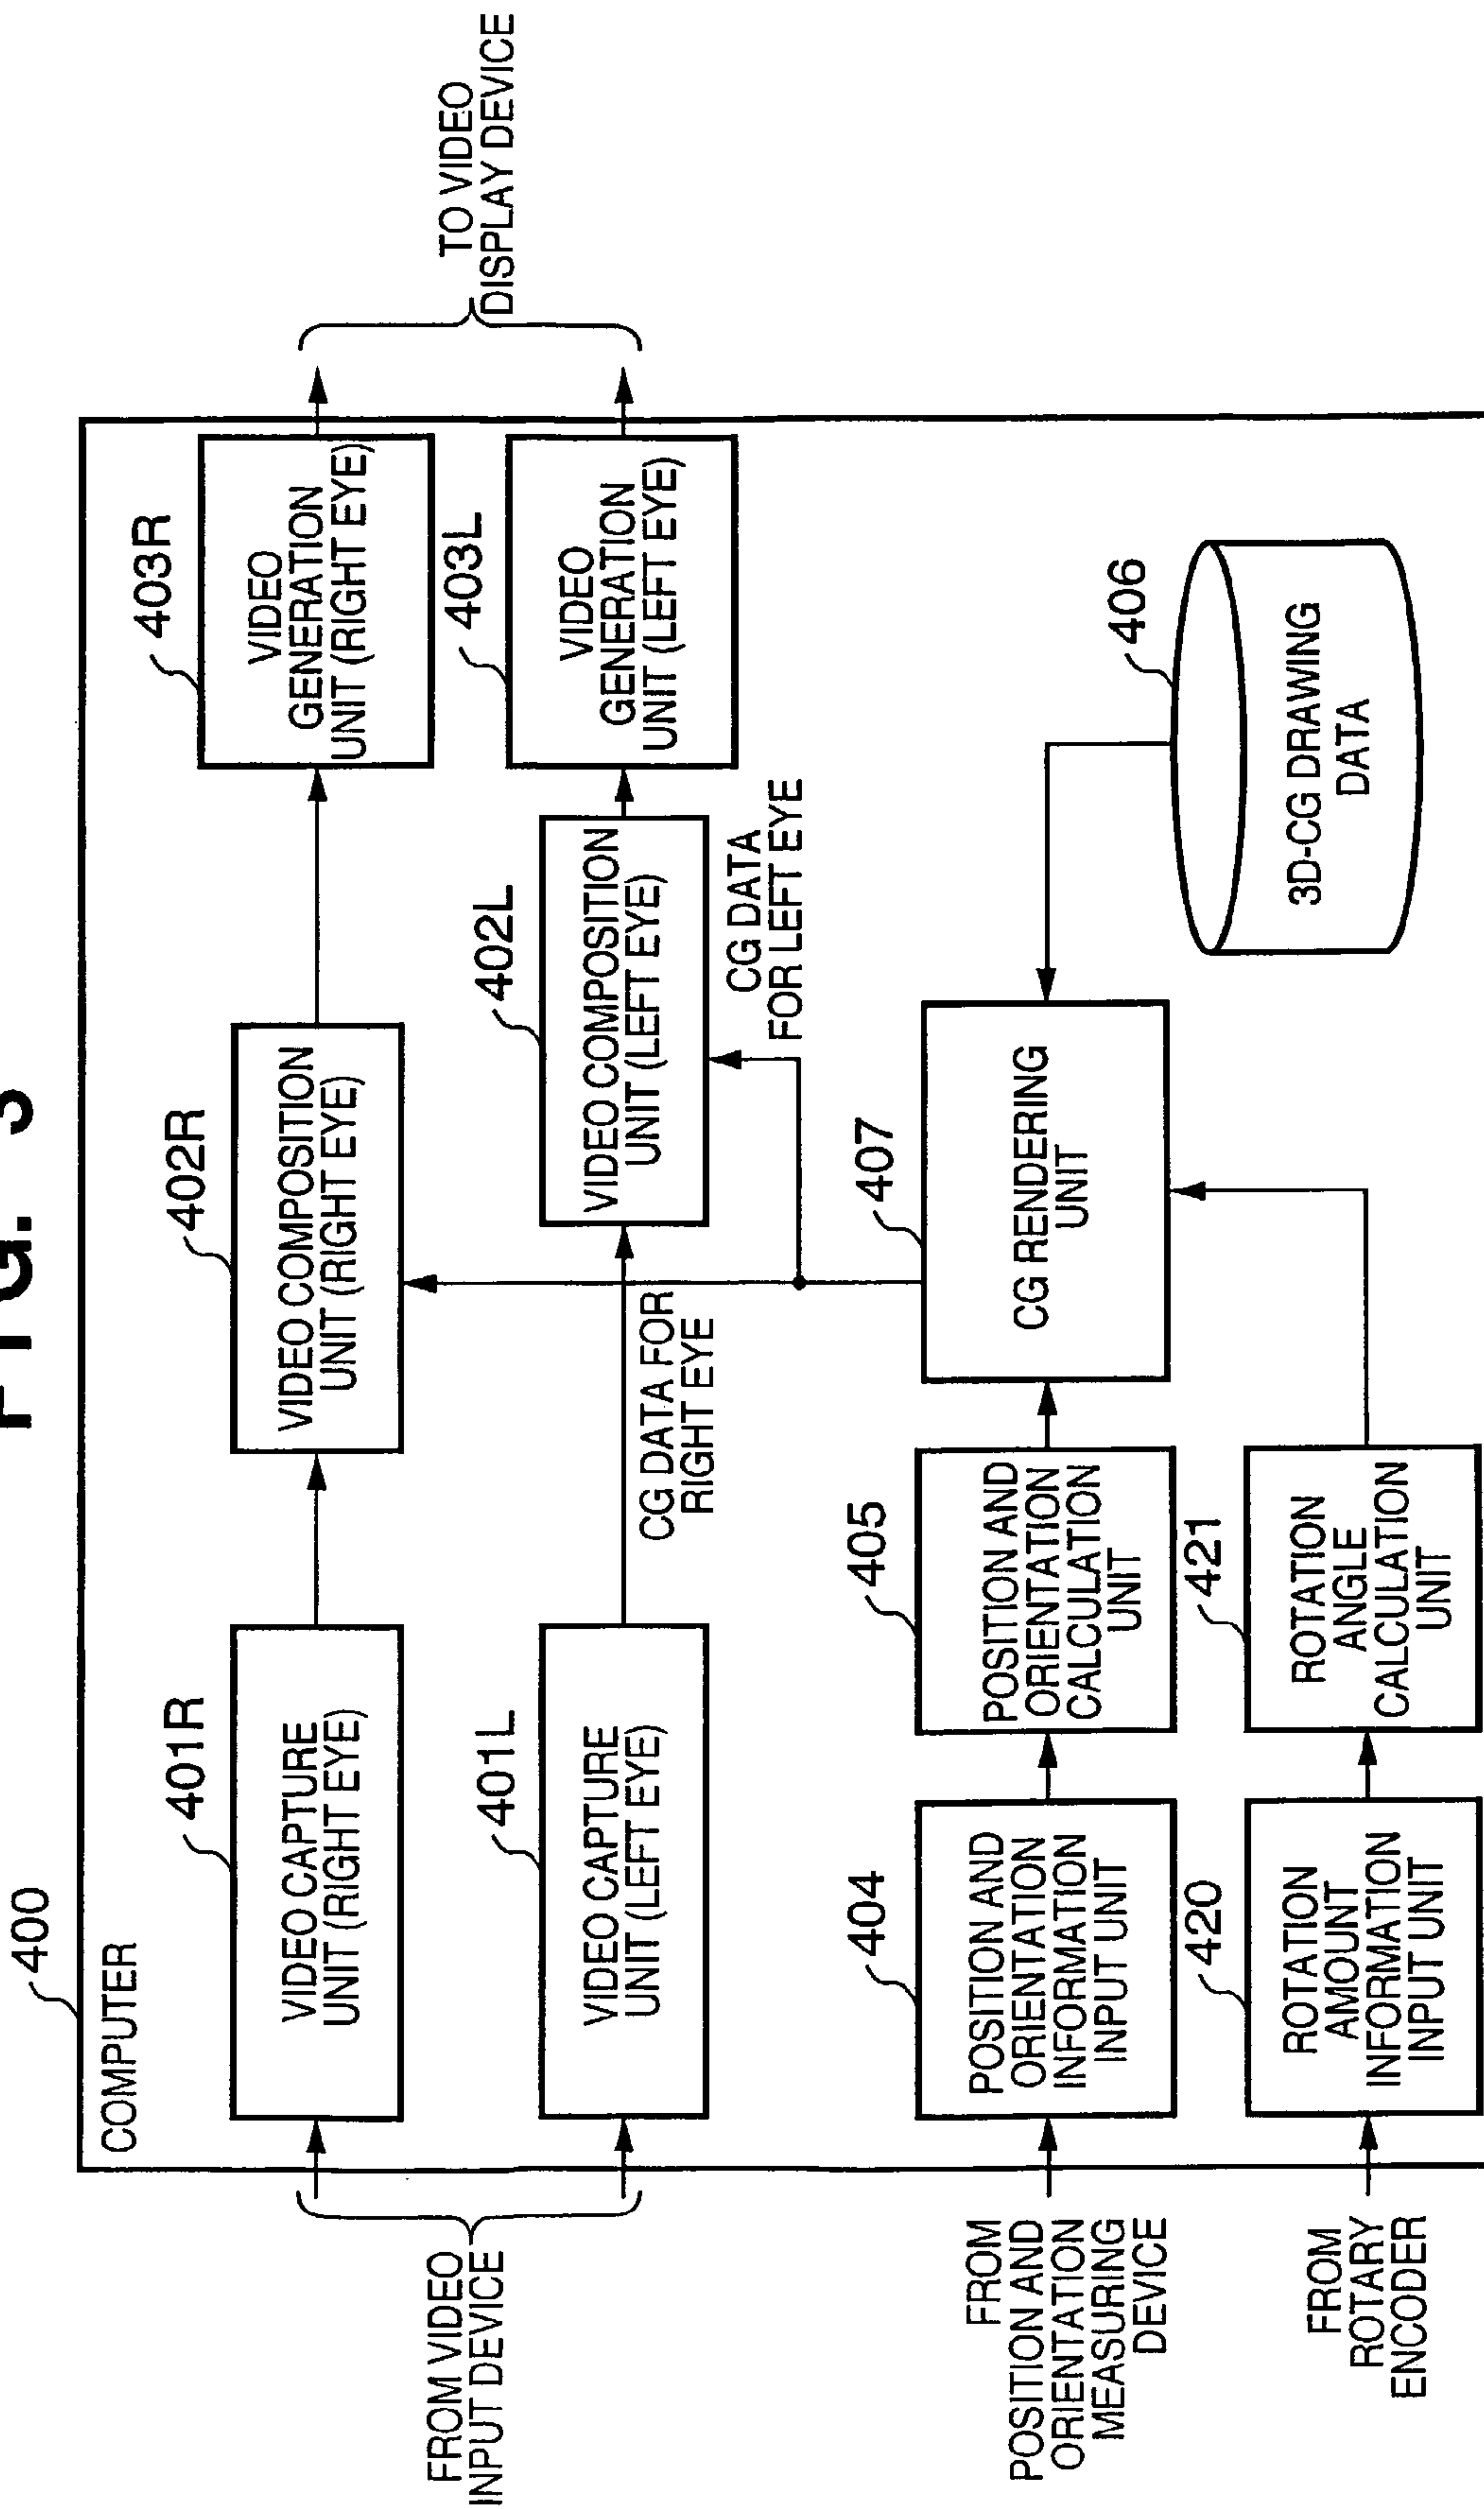 FIG.
400
COMPUTER
401R
VIDEO CAPTURE
UNIT (RIGHT EYE)
402R
VIDEO COMPOSITION
UNIT (RIGHT EYE)
403R
VIDEO
GENERATION
UNIT (RIGHT EYE)
FROM VIDEO
INPUT DEVICE
TO VIDEO
DISPLAY DEVICE
401L
VIDEO CAPTURE
UNIT (LEFT EYE)
402L
VIDEO COMPOSITION
UNIT (LEFT EYE)
403L
VIDEO
GENERATION
UNIT (LEFT EYE)
CG DATA FOR
RIGHT EYE
CG DATA
FOR LEFT EYE
FROM
POSITION AND
ORIENTATION
MEASURING
DEVICE
404
POSITION AND
ORIENTATION
INFORMATION
INPUT UNIT
405
POSITION AND
ORIENTATION
CALCULATION
UNIT
407
CG RENDERING
UNIT
406
3D-CG DRAWING
DATA
FROM
ROTARY
ENCODER
420
ROTATION
AMOUNT
INFORMATION
INPUT UNIT
421
ROTATION
ANGLE
CALCULATION
UNIT